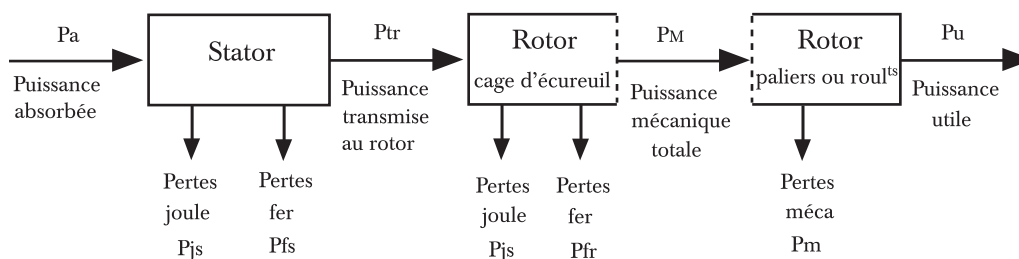 Pa
Puissance
absorbée
Stator
Pertes
joule
Pjs
Pertes
fer
Pfs
Ptr
Puissance
transmise
au rotor
Rotor
cage d'écureuil
Pertes
joule
Pjs
Pertes
fer
Pfr
PM
Puissance
mécanique
totale
Rotor
paliers ou roults
Pertes
méca
Pm
Pu
Puissance
utile